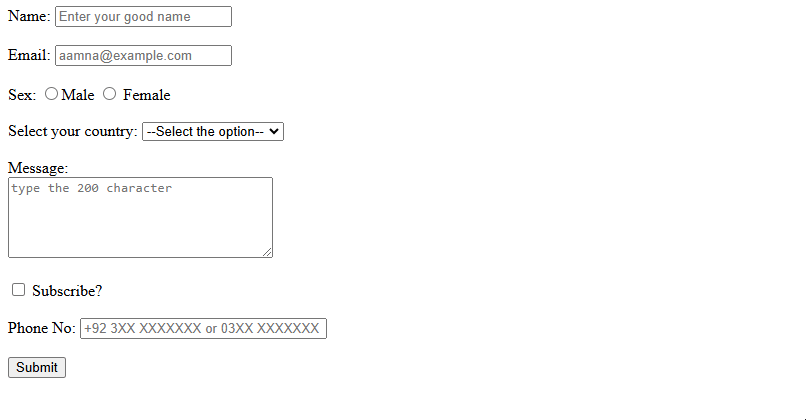 Name: Enter your good name
Email: aamna@example.com
Sex: Male Female
Select your country: --Select the option--
Message:
type the 200 character
Subscribe?
Phone No: +92 3XX XXXXXXX or 03XX XXXXXXX
Submit